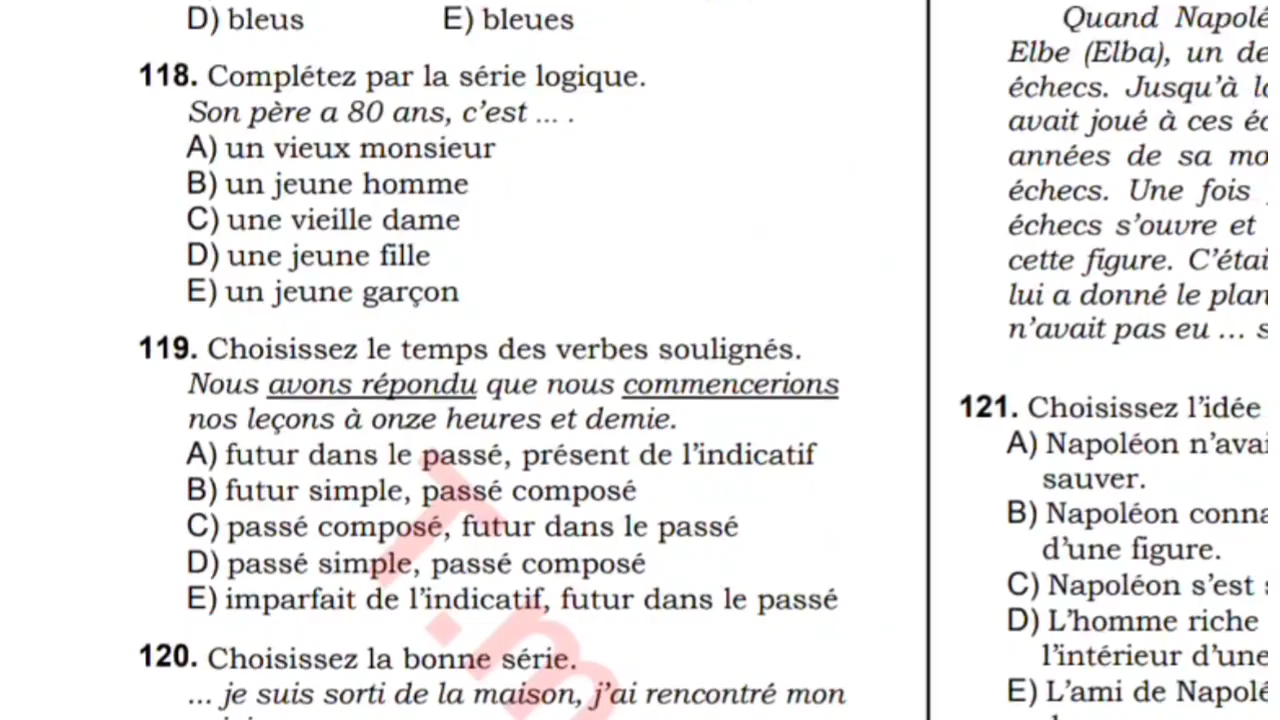 D) bleus E) bleues
118. Complétez par la série logique.
Son père a 80 ans, c'est ... .
A) un vieux monsieur
B) un jeune homme
C) une vieille dame
D) une jeune fille
E) un jeune garçon
119. Choisissez le temps des verbes soulignés.
Nous avons répondu que nous commencerions
nos leçons à onze heures et demie.
A) futur dans le passé, présent de l'indicatif
B) futur simple, passé composé
C) passé composé, futur dans le passé
D) passé simple, passé composé
E) imparfait de l'indicatif, futur dans le passé
120. Choisissez la bonne série.
... je suis sorti de la maison, j'ai rencontré mon
Quand Napolé
Elbe (Elba), un de
échecs. Jusqu'à
avait joué à ces
années de sa mo
échecs. Une fois
échecs s'ouvre et
cette figure. C'étai
lui a donné le plan
n'avait pas eu ... s
121. Choisissez l'idée
A) Napoléon n'avai
sauver.
B) Napoléon conna
d'une figure.
C) Napoléon s'est
D) L'homme riche
l'intérieur d'une
E) L'ami de Napolé
T.m